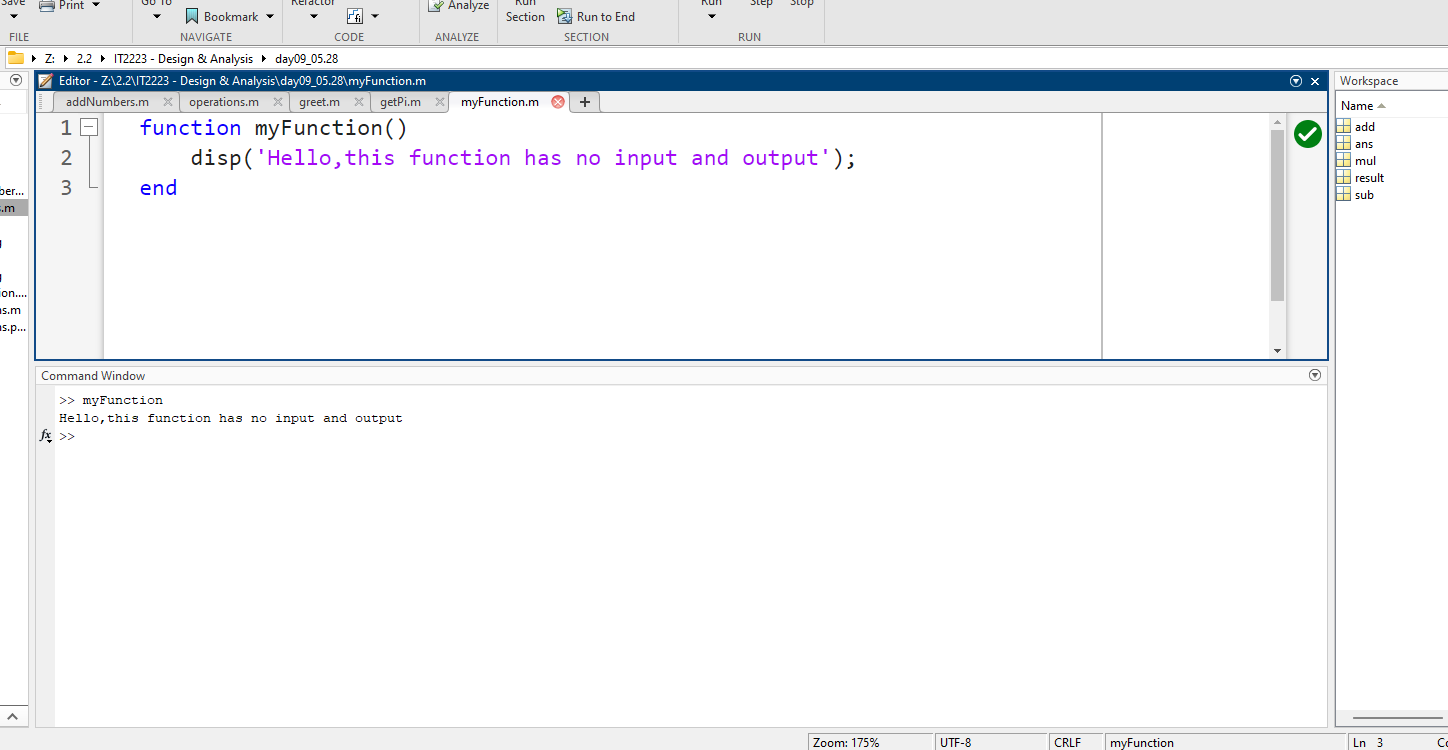 Save
Print
Go To
Refactor
Analyze
Run
Run
Step
Stop
Bookmark
Section
Run to End
FILE
NAVIGATE
CODE
ANALYZE
SECTION
RUN
Z:
2.2
IT2223 - Design & Analysis
day09_05.28
Editor - Z:\2.2\IT2223 - Design & Analysis\day09_05.28\myFunction.m
Workspace
addNumbers.m
operations.m
greet.m
getPi.m
myFunction.m
Name
1 function myFunction()
2 disp('Hello,this function has no input and output');
3 end
add
ans
mul
result
sub
ber...
s.m
ion....
ns.m
ns.p...
Command Window
>> myFunction
Hello,this function has no input and output
fx >>
Zoom: 175%
UTF-8
CRLF
myFunction
Ln 3